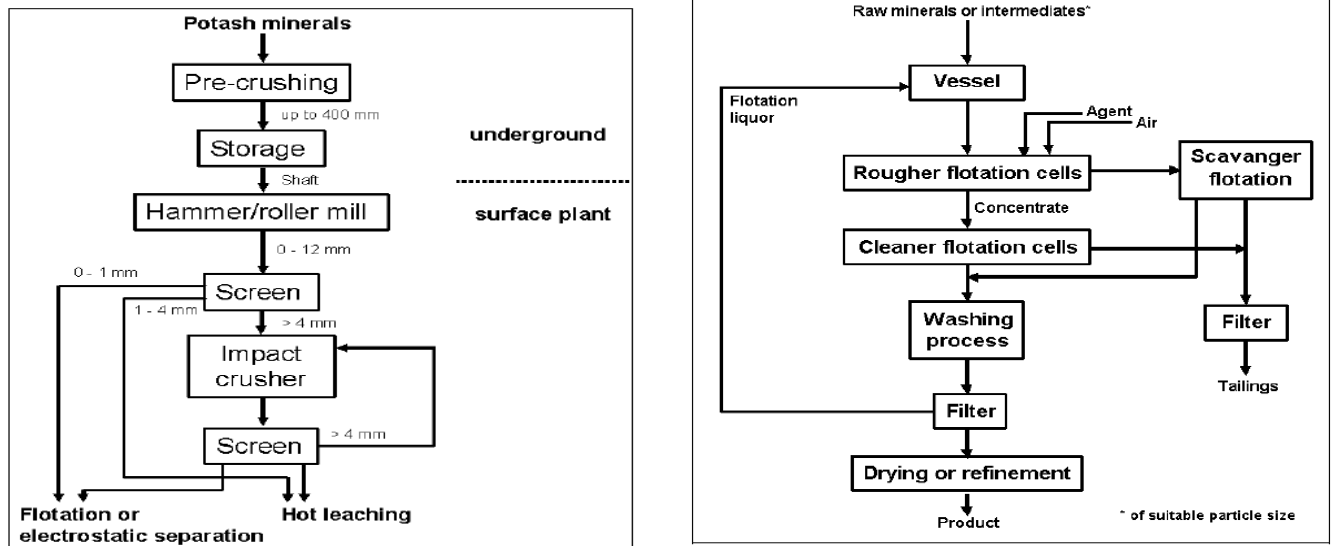 Potash minerals
Pre-crushing
up to 400 mm
underground
Storage
Shaft
Hammer/roller mill
surface plant
0 - 12 mm
0 - 1 mm
Screen
1 - 4 mm
> 4 mm
Impact
crusher
Screen
> 4 mm
Flotation or
electrostatic separation
Hot leaching
Raw minerals or intermediates*
Vessel
Flotation
liquor
Agent
Air
Rougher flotation cells
Scavanger
flotation
Concentrate
Cleaner flotation cells
Washing
process
Filter
Tailings
Filter
Drying or refinement
Product
* of suitable particle size